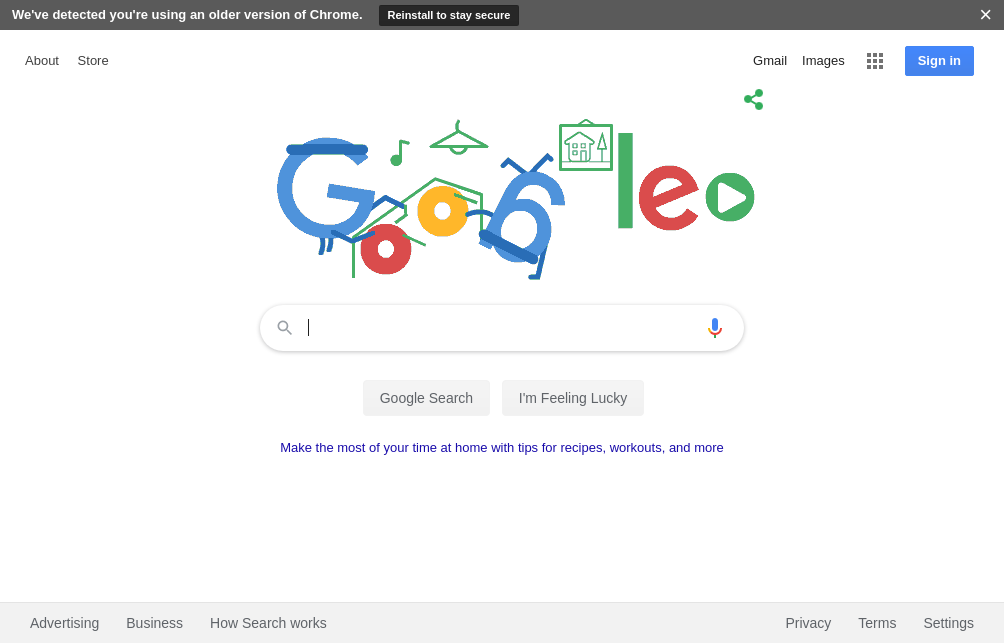 We've detected you're using an older version of Chrome. Reinstall to stay secure
About Store Gmail Images Sign in
Google
Google Search I'm Feeling Lucky
Make the most of your time at home with tips for recipes, workouts, and more
Advertising Business How Search works Privacy Terms Settings